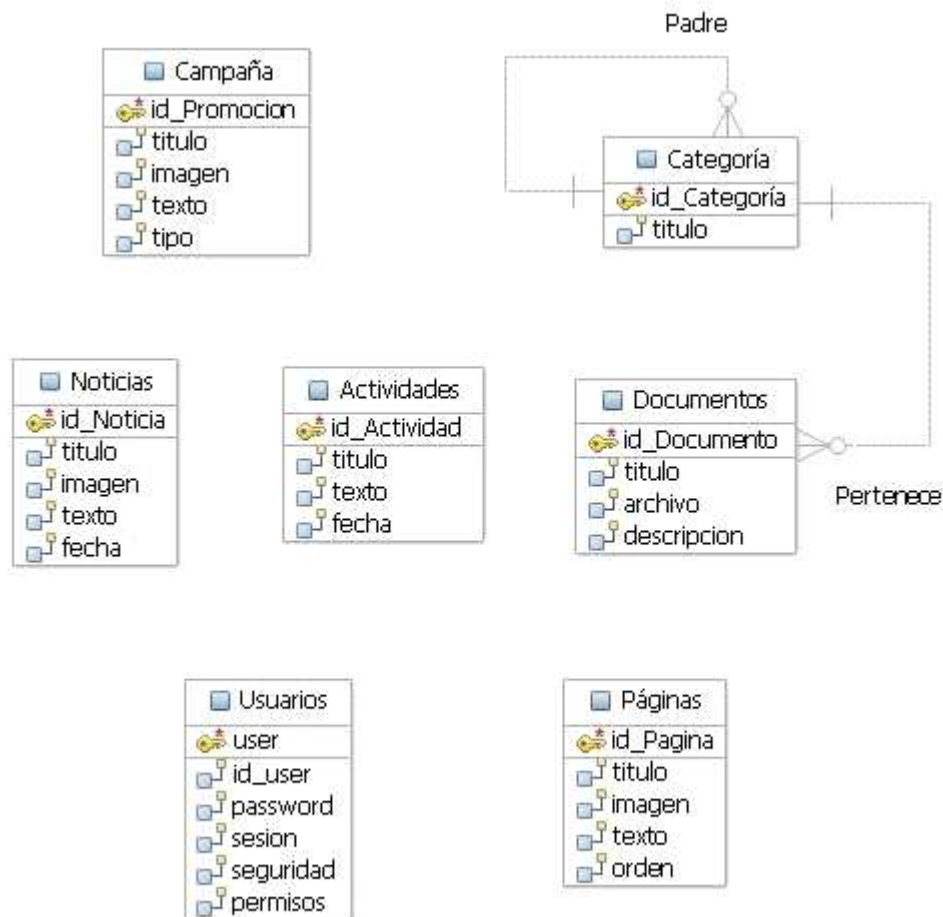 Padre
Campaña
id_Promocion
titulo
imagen
texto
tipo
Categoría
id_Categoría
titulo
Noticias
id_Noticia
titulo
imagen
texto
fecha
Actividades
id_Actividad
titulo
texto
fecha
Documentos
id_Documento
titulo
archivo
descripcion
Pertenece
Usuarios
user
id_user
password
sesion
seguridad
permisos
Páginas
id_Pagina
titulo
imagen
texto
orden